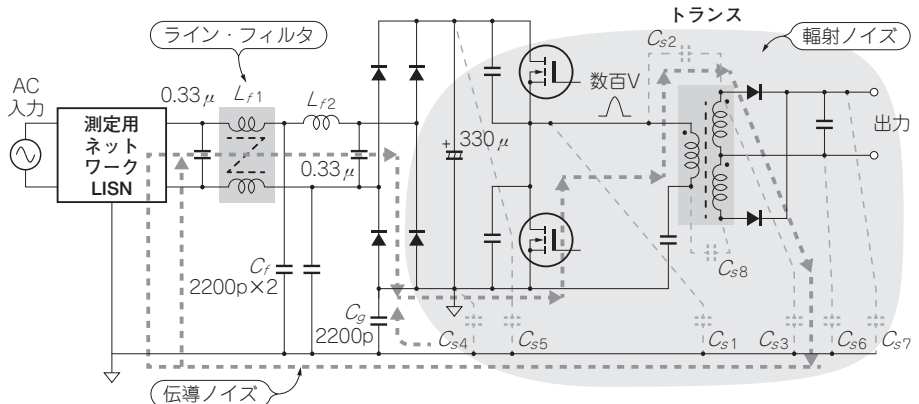 トランス
ライン・フィルタ
輻射ノイズ
Cs2
AC
入力
0.33μ
Lf1
Lf2
数百V
測定用
ネット
ワーク
LISN
330μ
出力
0.33μ
+
Cf
2200p×2
Cs8
Cg
2200p
Cs4
Cs5
Cs1
Cs3
Cs6
Cs7
伝導ノイズ